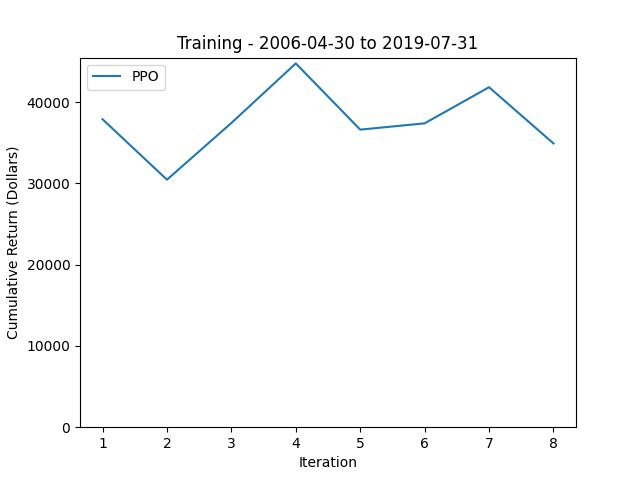 Training - 2006-04-30 to 2019-07-31
PPO
Cumulative Return (Dollars)
40000
30000
20000
10000
0
1 2 3 4 5 6 7 8
Iteration